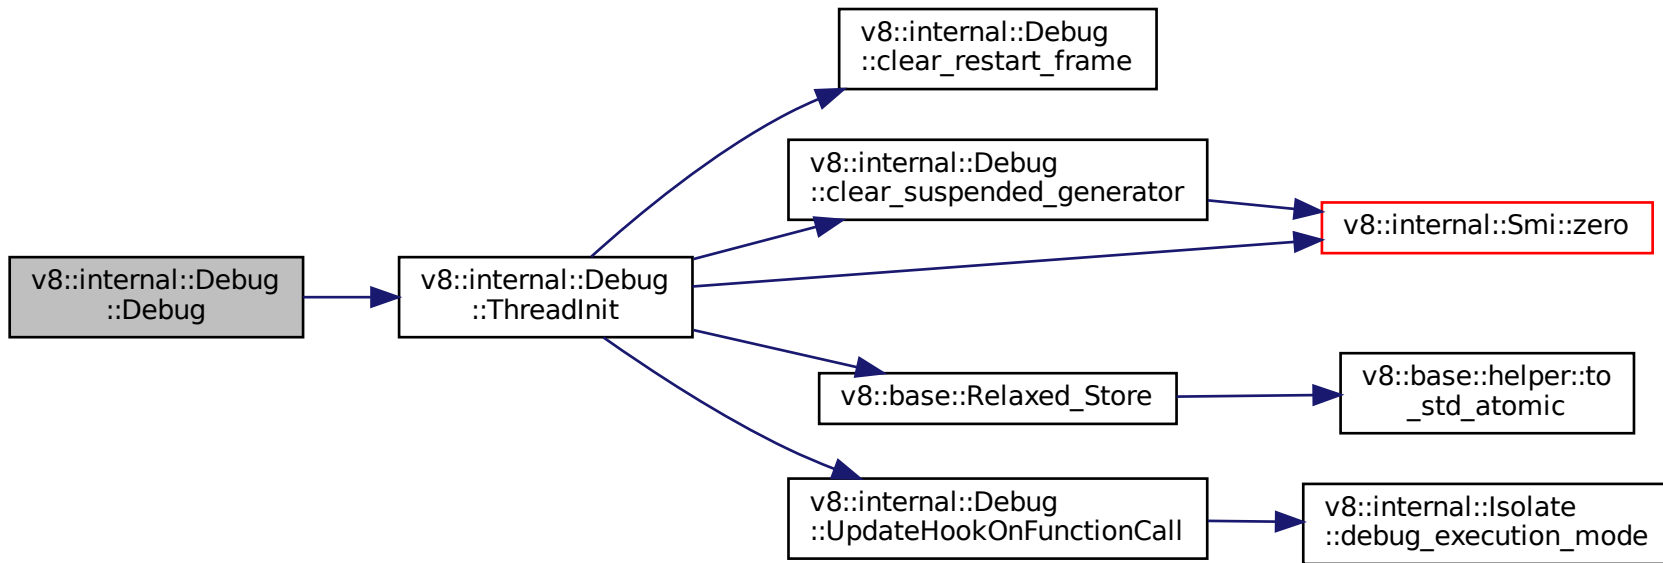 v8::internal::Debug
::Debug
v8::internal::Debug
::ThreadInit
v8::internal::Debug
::clear_restart_frame
v8::internal::Debug
::clear_suspended_generator
v8::internal::Smi::zero
v8::base::Relaxed_Store
v8::base::helper::to
_std_atomic
v8::internal::Debug
::UpdateHookOnFunctionCall
v8::internal::Isolate
::debug_execution_mode